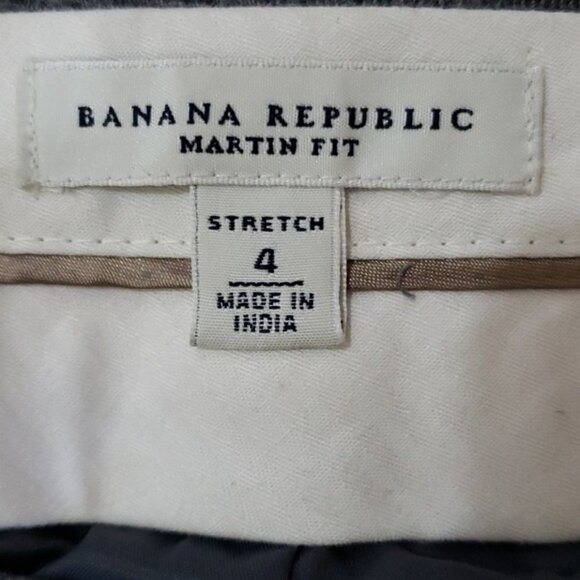 BANANA REPUBLIC
MARTIN FIT
STRETCH
4
MADE IN
INDIA